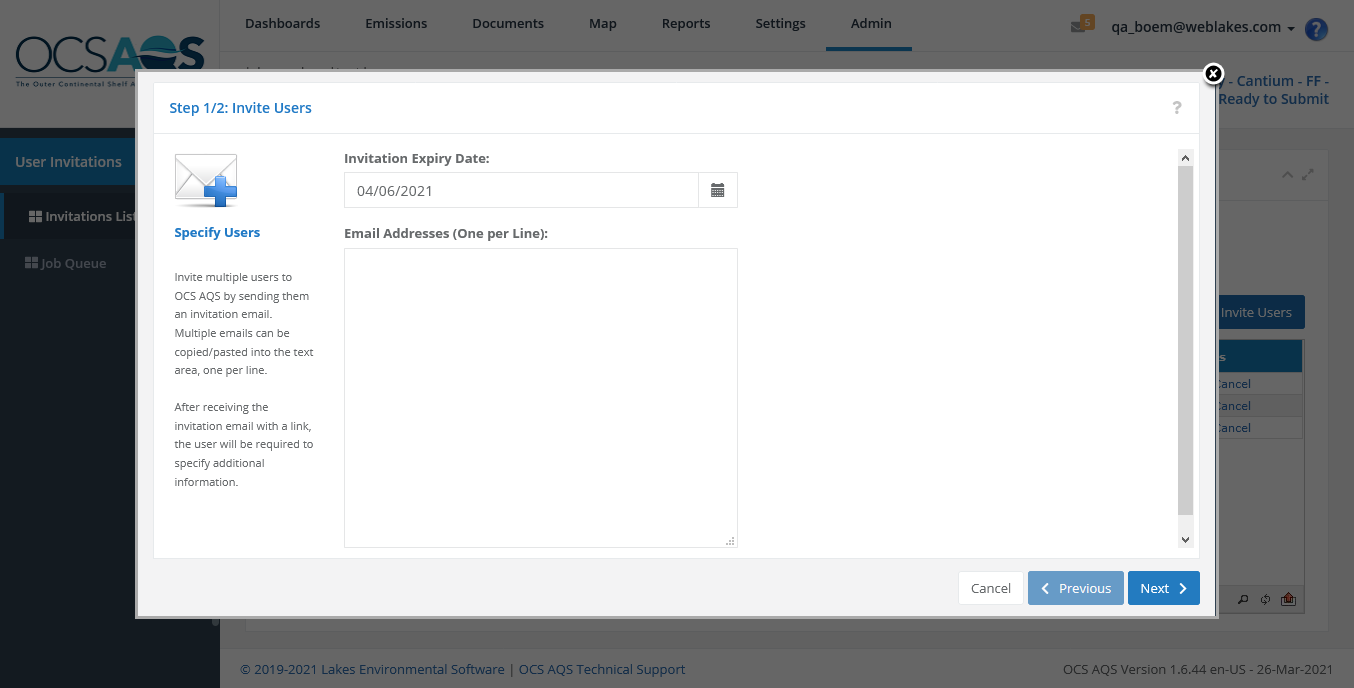 Dashboards Emissions Documents Map Reports Settings Admin
5 qa_boem@weblakes.com ?
OCSAQS
The Outer Continental Shelf A
- Cantium - FF -
Ready to Submit
Step 1/2: Invite Users ?
User Invitations
Invitations List
Job Queue
Specify Users
Invite multiple users to
OCS AQS by sending them
an invitation email.
Multiple emails can be
copied/pasted into the text
area, one per line.
After receiving the
invitation email with a link,
the user will be required to
specify additional
information.
Invitation Expiry Date:
04/06/2021
Email Addresses (One per Line):
Invite Users
s
Cancel
Cancel
Cancel
Cancel Previous Next
© 2019-2021 Lakes Environmental Software | OCS AQS Technical Support
OCS AQS Version 1.6.44 en-US - 26-Mar-2021